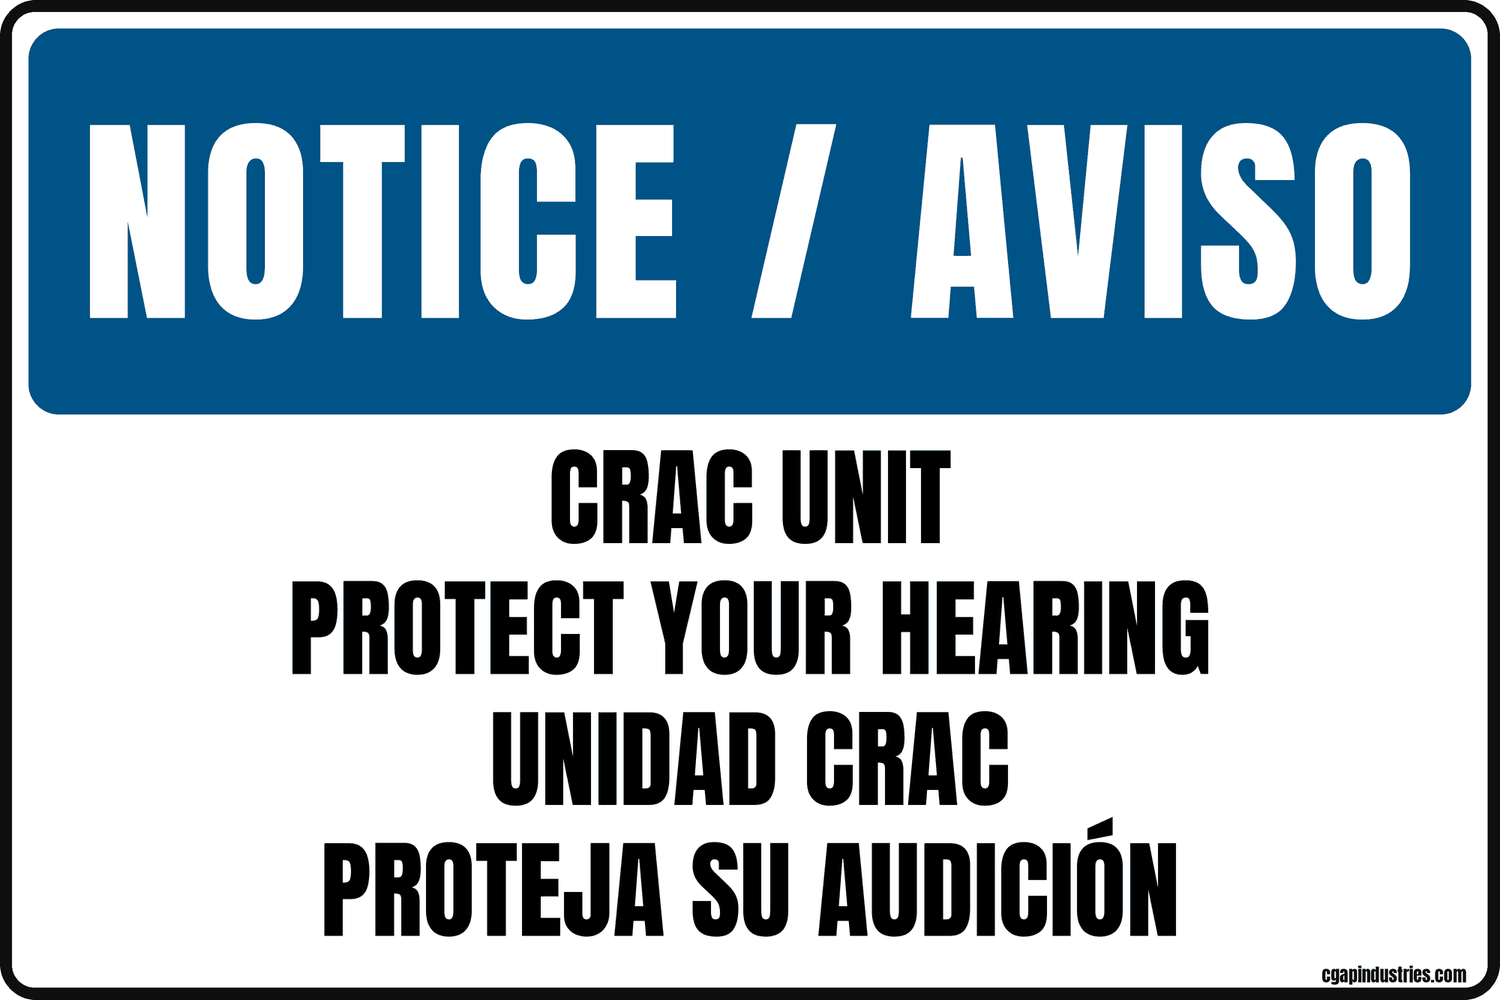 NOTICE / AVISO
CRAC UNIT
PROTECT YOUR HEARING
UNIDAD CRAC
PROTEJA SU AUDICIÓN
cgapindustries.com